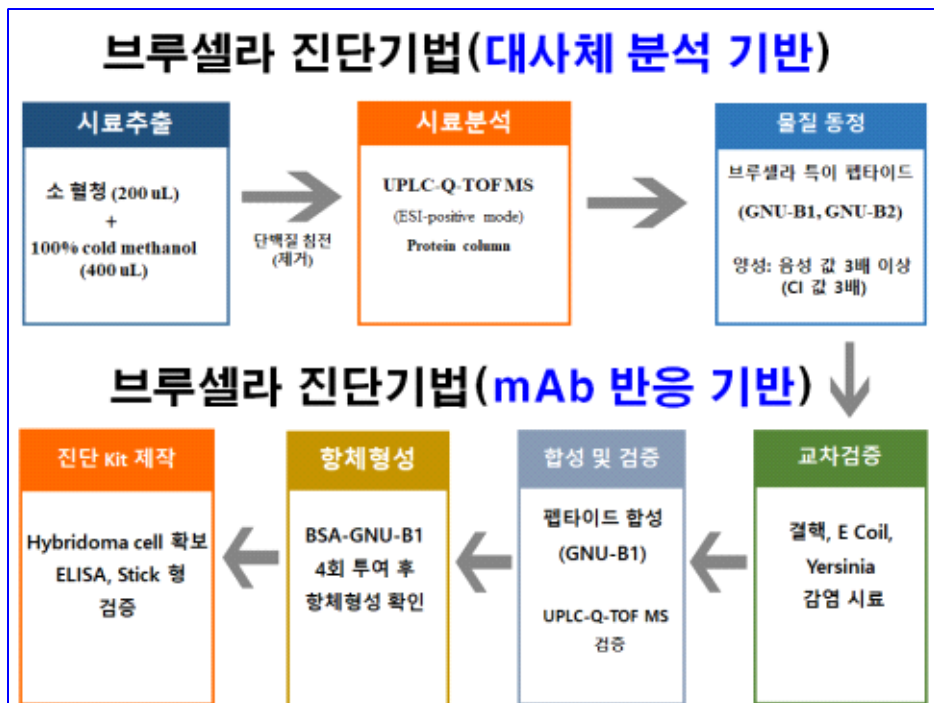 브루셀라 진단기법(대사체 분석 기반)
시료추출
소 혈청 (200 uL)
+
100% cold methanol
(400 uL)
단백질 침전
(제거)
시료분석
UPLC-Q-TOF MS
(ESI-positive mode)
Protein column
물질 동정
브루셀라 특이 펩타이드
(GNU-B1, GNU-B2)
양성: 음성 값 3배 이상
(CI 값 3배)
브루셀라 진단기법(mAb 반응 기반)
진단 Kit 제작
Hybridoma cell 확보
ELISA, Stick 형
검증
항체형성
BSA-GNU-B1
4회 투여 후
항체형성 확인
합성 및 검증
펩타이드 합성
(GNU-B1)
UPLC-Q-TOF MS
검증
교차검증
결핵, E Coil,
Yersinia
감염 시료